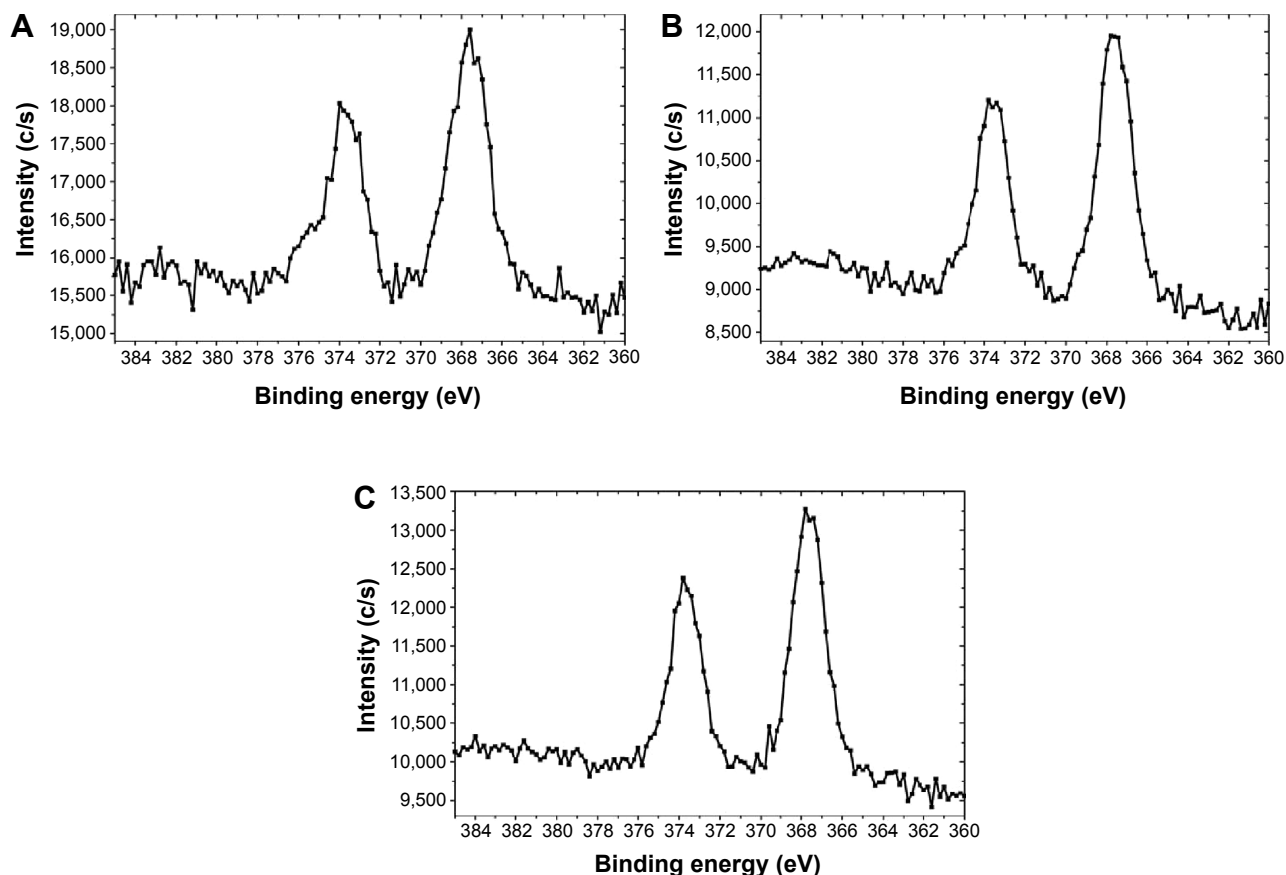 A
19,000
18,500
18,000
17,500
17,000
16,500
16,000
15,500
15,000
Intensity (c/s)
384 382 380 378 376 374 372 370 368 366 364 362 360
Binding energy (eV)
B
12,000
11,500
11,000
10,500
10,000
9,500
9,000
8,500
Intensity (c/s)
384 382 380 378 376 374 372 370 368 366 364 362 360
Binding energy (eV)
C
13,500
13,000
12,500
12,000
11,500
11,000
10,500
10,000
9,500
Intensity (c/s)
384 382 380 378 376 374 372 370 368 366 364 362 360
Binding energy (eV)